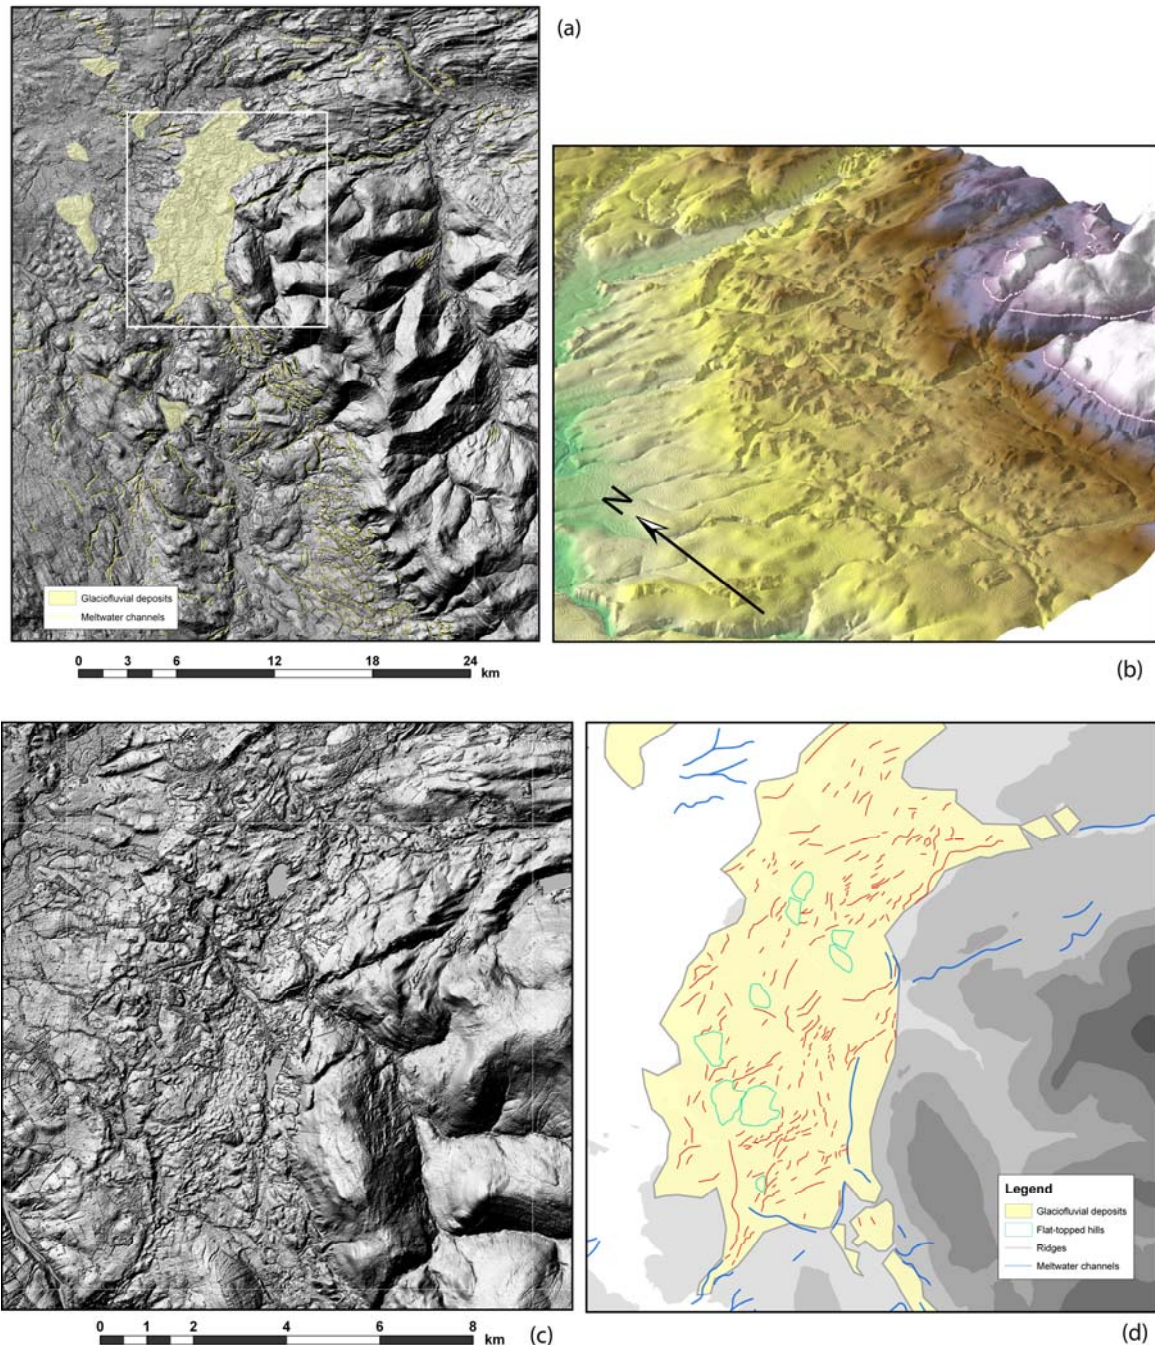 (a)
Glaciofluvial deposits
Meltwater channels
0 3 6 12 18 24
km
N
(b)
0 1 2 4 6 8
km
(c)
Legend
Glaciofluvial deposits
Flat-topped hills
Ridges
Meltwater channels
(d)